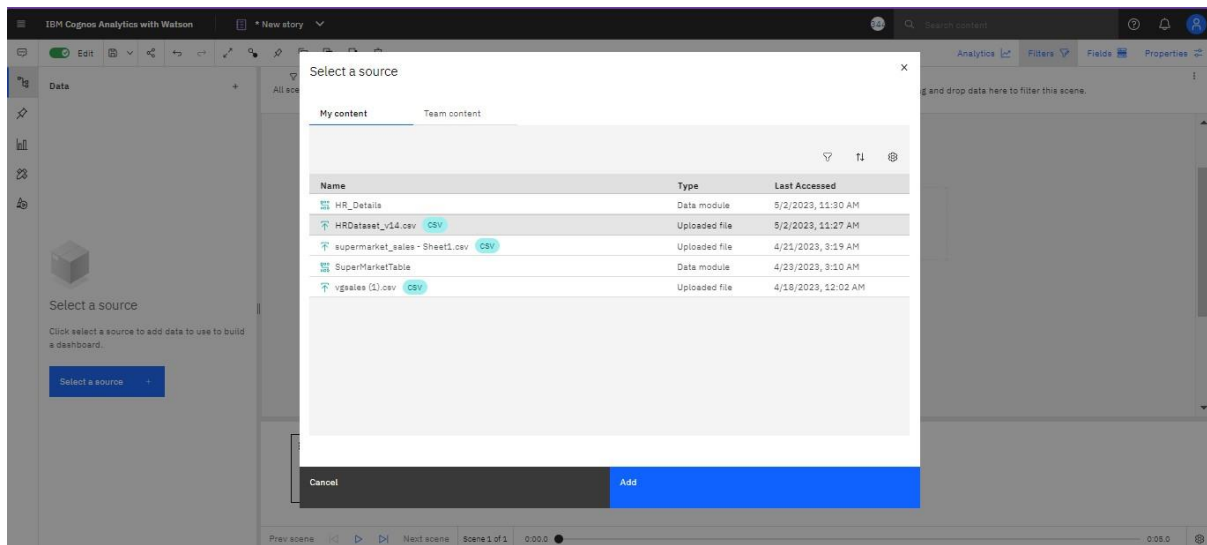 IBM Cognos Analytics with Watson
* New story
Search content
Edit
Analytics
Filters
Fields
Properties
Data
All sce
g and drop data here to filter this scene.
Select a source
My content
Team content
Name Type Last Accessed
HR_Details Data module 5/2/2023, 11:30 AM
HRDataset_v14.csv CSV Uploaded file 5/2/2023, 11:27 AM
supermarket_sales - Sheet1.csv CSV Uploaded file 4/21/2023, 3:19 AM
SuperMarketTable Data module 4/23/2023, 3:10 AM
vgsales (1).csv CSV Uploaded file 4/18/2023, 12:02 AM
Select a source
Click select a source to add data to use to build
a dashboard.
Select a source +
Cancel
Add
Prev scene
Next scene
Scene 1 of 1
0:00.0
0:05.0